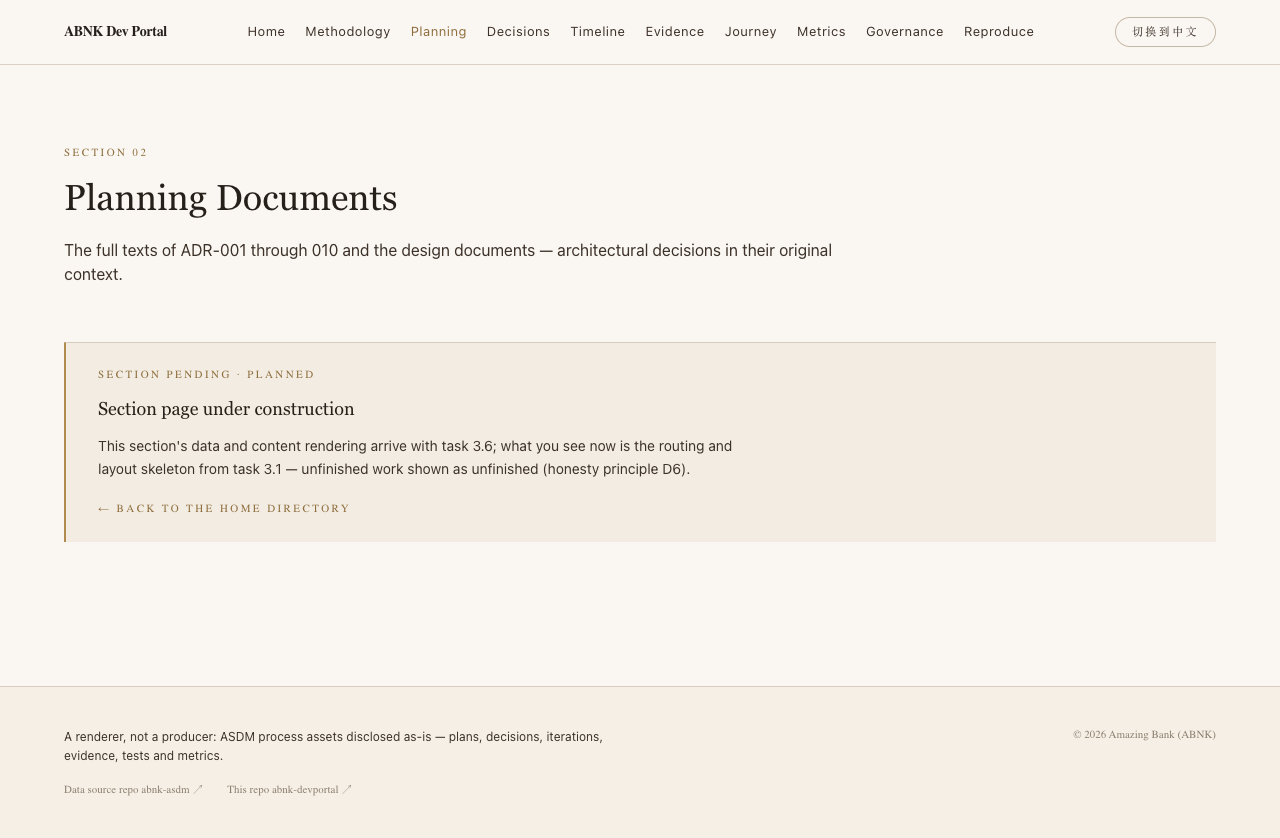 ABNK Dev Portal
Home Methodology Planning Decisions Timeline Evidence Journey Metrics Governance Reproduce
切换到中文
SECTION 02
Planning Documents
The full texts of ADR-001 through 010 and the design documents — architectural decisions in their original
context.
SECTION PENDING · PLANNED
Section page under construction
This section's data and content rendering arrive with task 3.6; what you see now is the routing and
layout skeleton from task 3.1 — unfinished work shown as unfinished (honesty principle D6).
← BACK TO THE HOME DIRECTORY
A renderer, not a producer: ASDM process assets disclosed as-is — plans, decisions, iterations,
evidence, tests and metrics.
© 2026 Amazing Bank (ABNK)
Data source repo abnk-asdm ↗ This repo abnk-devportal ↗